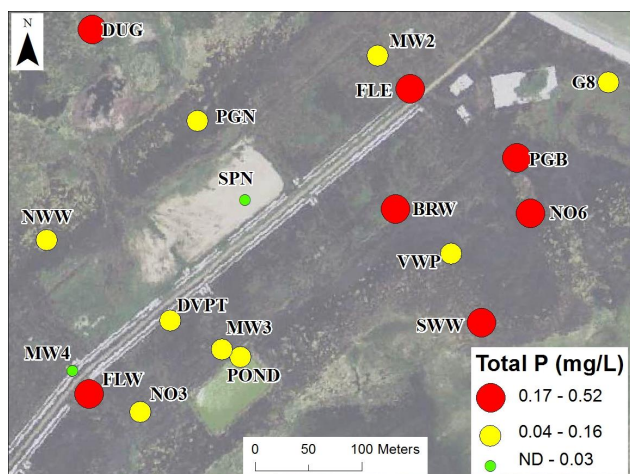 N
DUG
MW2
FLE
G8
PGN
PGB
SPN
BRW
NO6
NWW
VWP
DVPT
SWW
MW3
MW4
POND
FLW
NO3
Total P (mg/L)
0.17 - 0.52
0.04 - 0.16
ND - 0.03
0 50 100 Meters